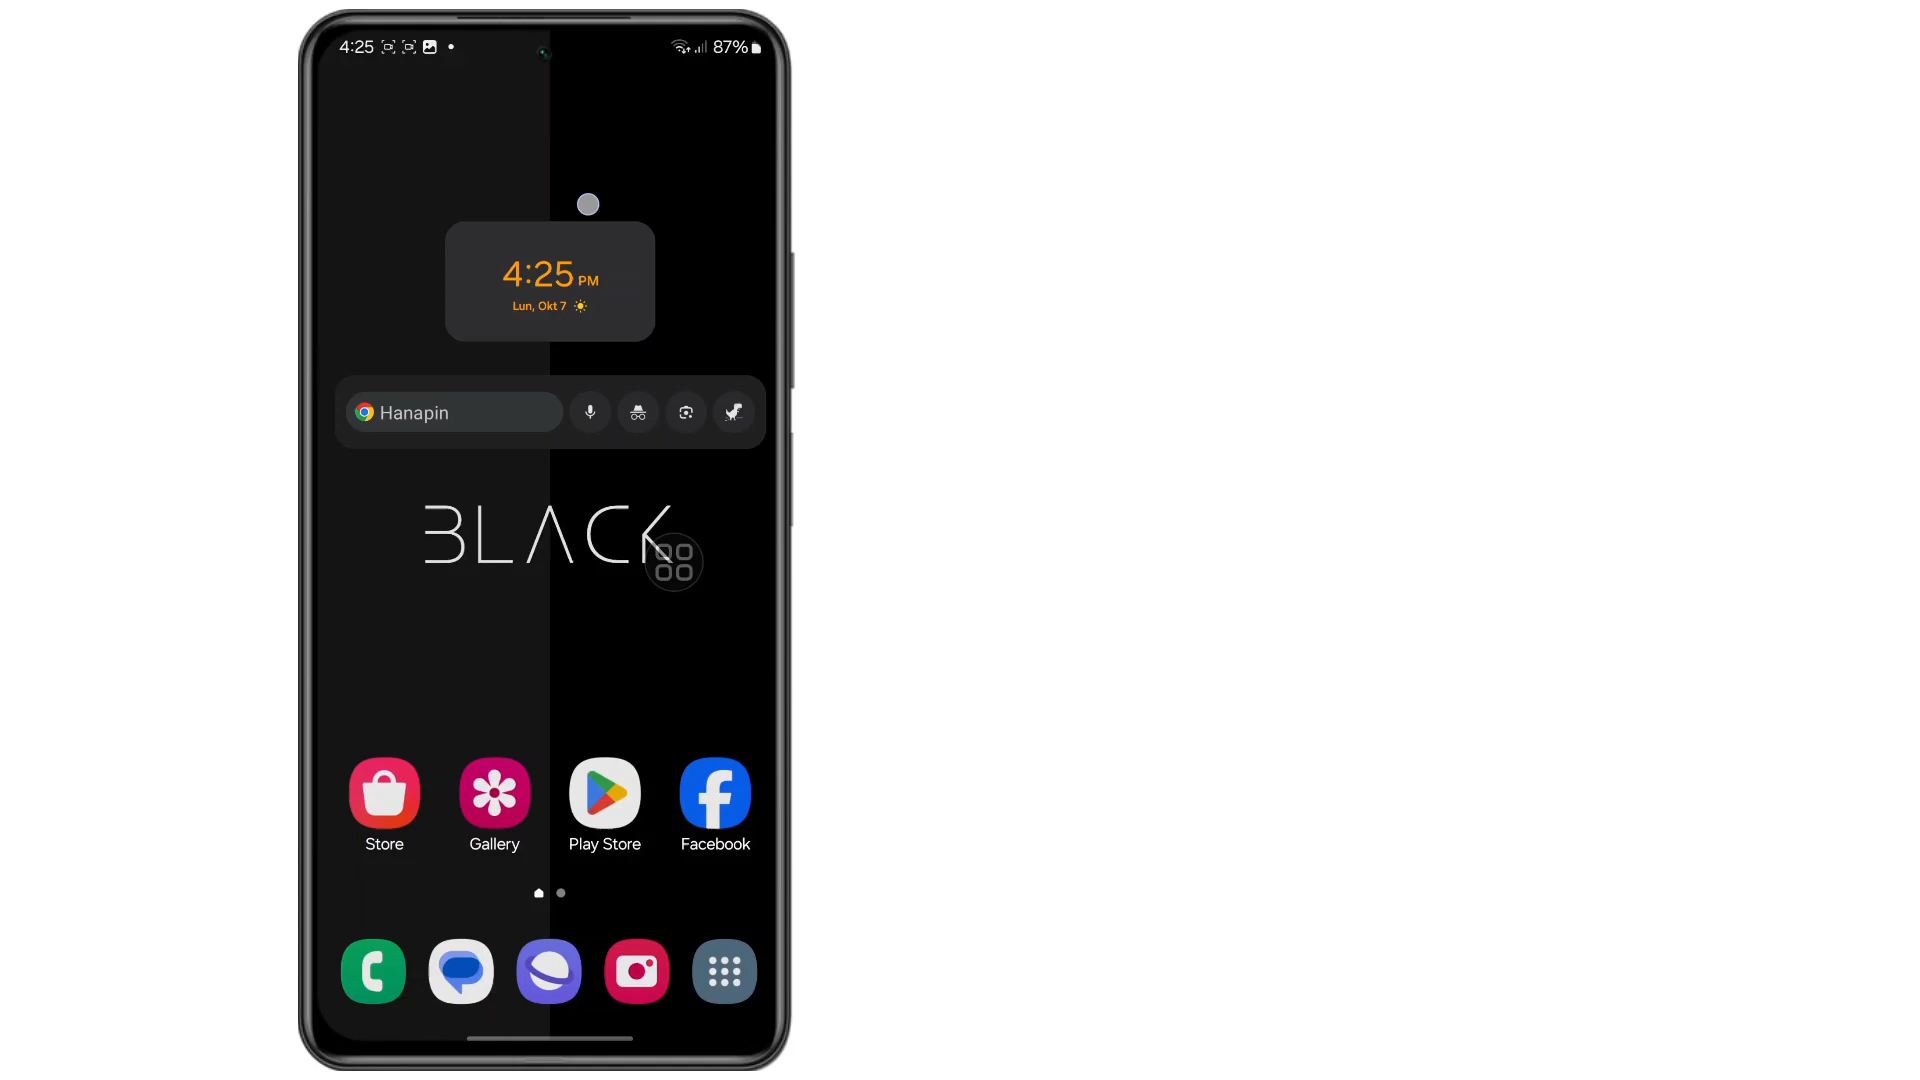 4:25 87%
4:25 PM
Lun, Okt 7
Hanapin
BLACK
Store Gallery Play Store Facebook